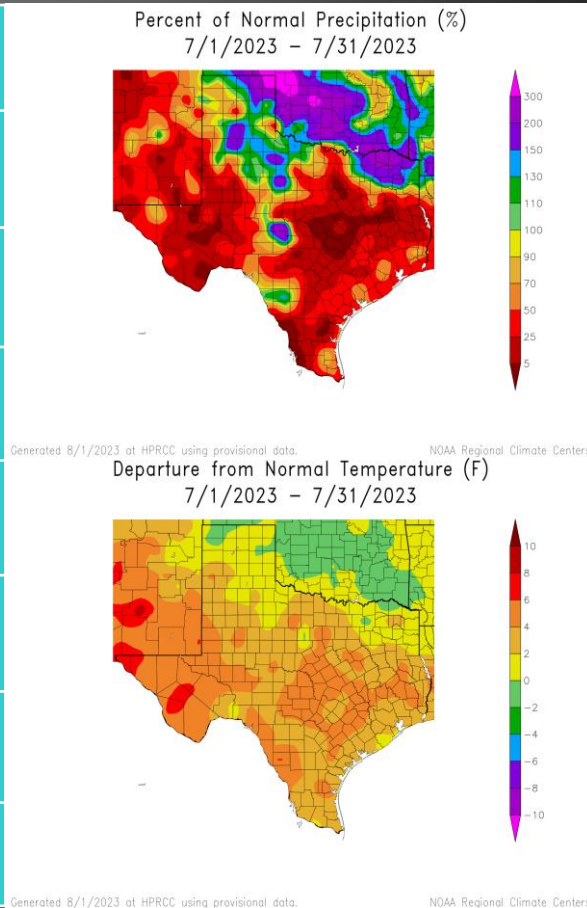 Percent of Normal Precipitation (%)
7/1/2023 – 7/31/2023
300
200
150
130
110
100
90
70
50
25
5
Generated 8/1/2023 at HPRCC using provisional data.
NOAA Regional Climate Centers
Departure from Normal Temperature (F)
7/1/2023 – 7/31/2023
10
8
6
4
2
0
-2
-4
-6
-8
-10
Generated 8/1/2023 at HPRCC using provisional data.
NOAA Regional Climate Centers